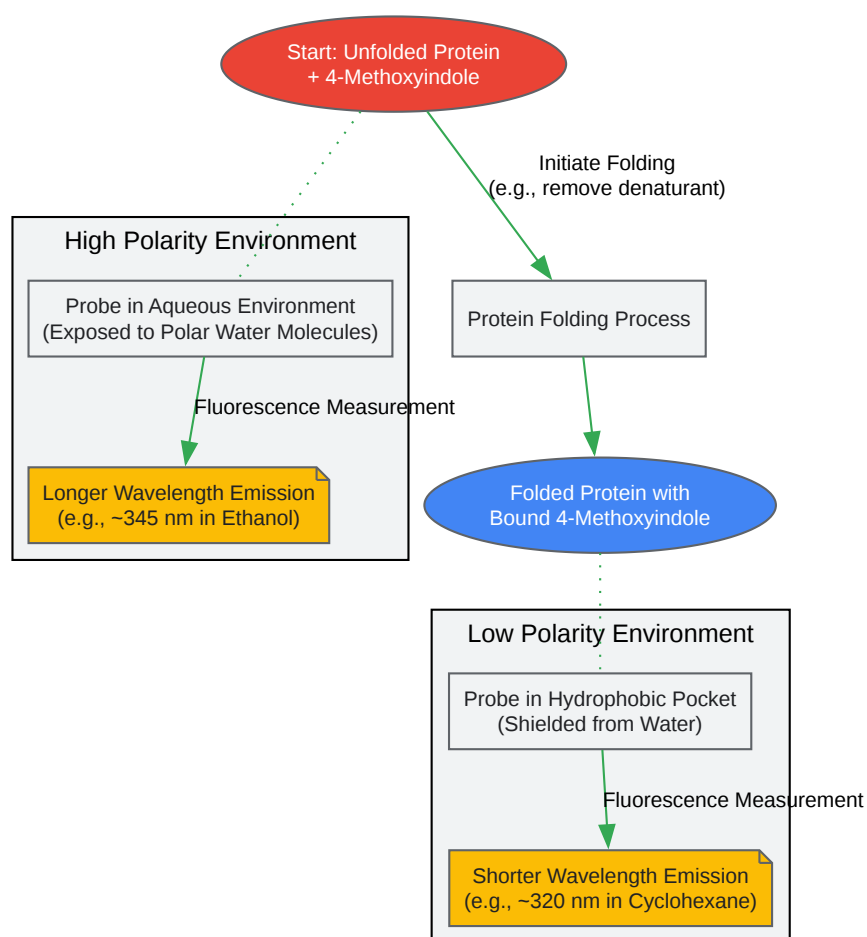 Start: Unfolded Protein
+ 4-Methoxyindole
Initiate Folding
(e.g., remove denaturant)
High Polarity Environment
Probe in Aqueous Environment
(Exposed to Polar Water Molecules)
Protein Folding Process
Fluorescence Measurement
Longer Wavelength Emission
(e.g., ~345 nm in Ethanol)
Folded Protein with
Bound 4-Methoxyindole
Low Polarity Environment
Probe in Hydrophobic Pocket
(Shielded from Water)
Fluorescence Measurement
Shorter Wavelength Emission
(e.g., ~320 nm in Cyclohexane)